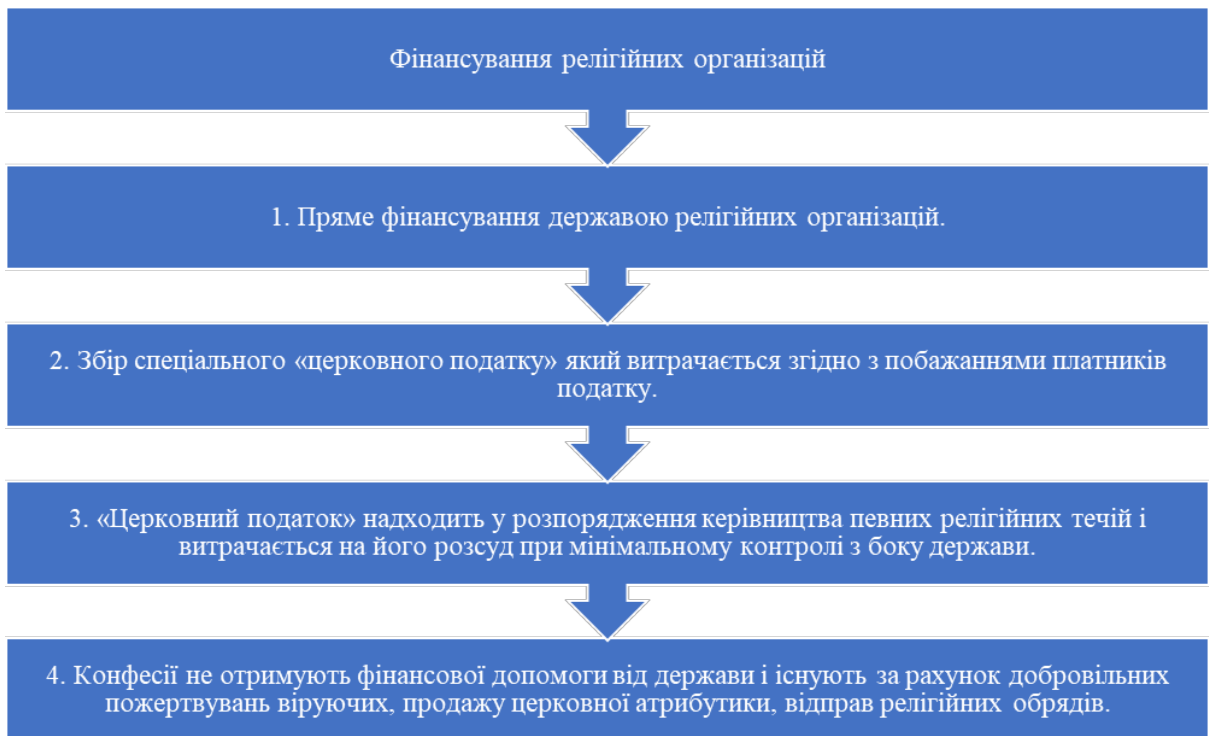 Фінансування релігійних організацій
1. Пряме фінансування державою релігійних організацій.
2. Збір спеціального «церковного податку» який витрачається згідно з побажаннями платників
податку.
3. «Церковний податок» надходить у розпорядження керівництва певних релігійних течій і
витрачається на його розсуд при мінімальному контролі з боку держави.
4. Конфесії не отримують фінансової допомоги від держави і існують за рахунок добровільних
пожертвувань віруючих, продажу церковної атрибутики, відправ релігійних обрядів.